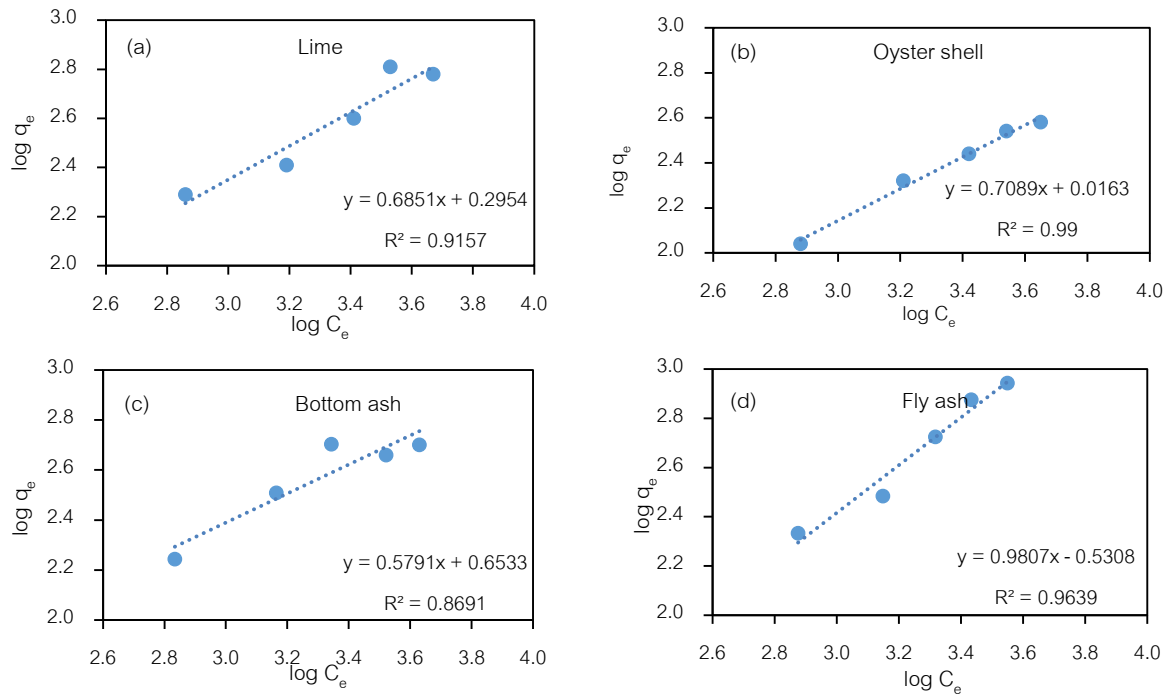 (a) Lime
3.0
2.8
2.6
2.4
2.2
2.0
log qₑ
y = 0.6851x + 0.2954
R² = 0.9157
2.6 2.8 3.0 3.2 3.4 3.6 3.8 4.0
log Cₑ
(b) Oyster shell
3.0
2.8
2.6
2.4
2.2
2.0
log qₑ
y = 0.7089x + 0.0163
R² = 0.99
2.6 2.8 3.0 3.2 3.4 3.6 3.8 4.0
log Cₑ
(c) Bottom ash
3.0
2.8
2.6
2.4
2.2
2.0
log qₑ
y = 0.5791x + 0.6533
R² = 0.8691
2.6 2.8 3.0 3.2 3.4 3.6 3.8 4.0
log Cₑ
(d) Fly ash
3.0
2.8
2.6
2.4
2.2
2.0
log qₑ
y = 0.9807x - 0.5308
R² = 0.9639
2.6 2.8 3.0 3.2 3.4 3.6 3.8 4.0
log Cₑ